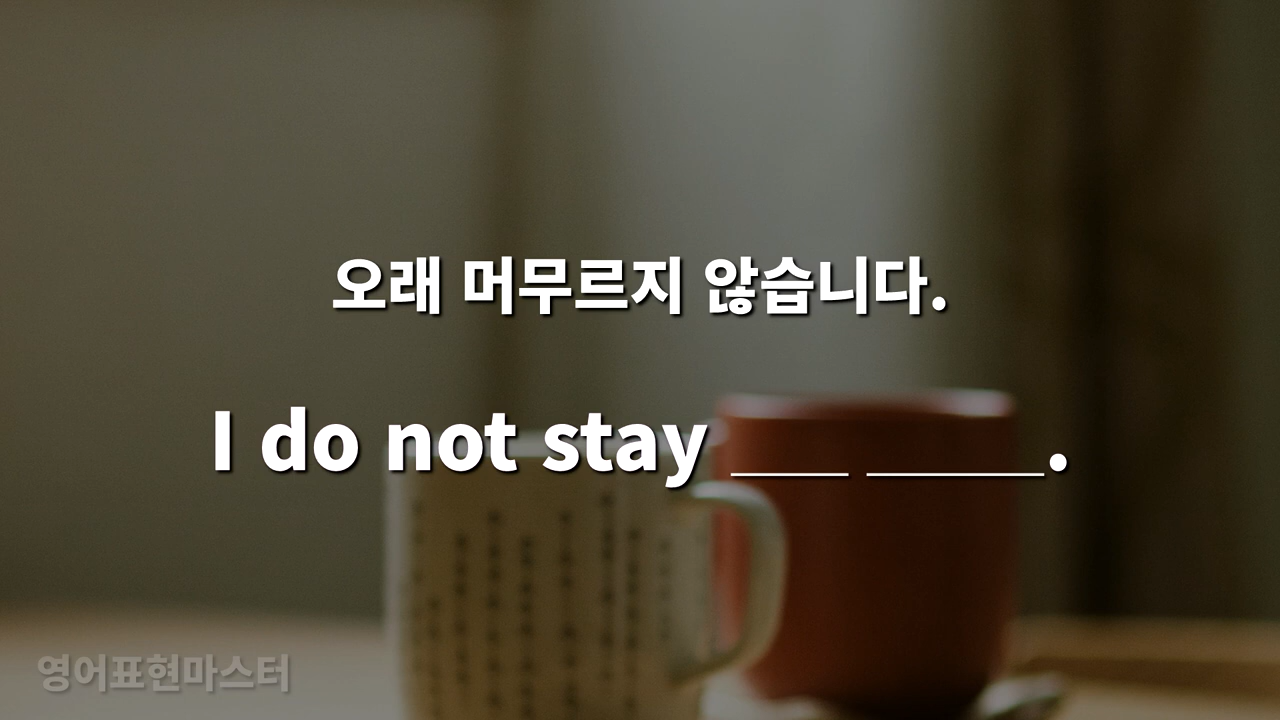 오래 머무르지 않습니다.
I do not stay __ ___.
영어표현마스터